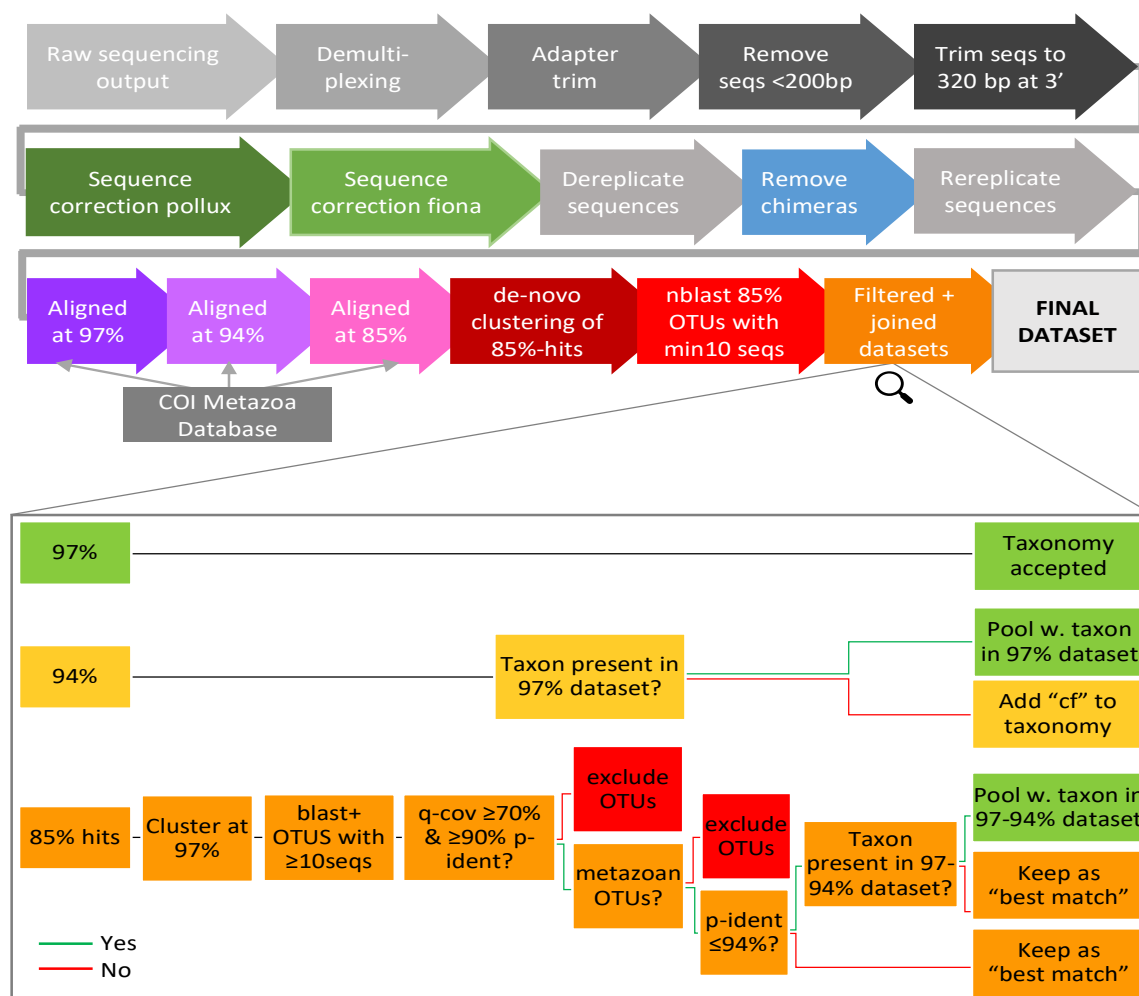 Raw sequencing
output
Demulti-
plexing
Adapter
trim
Remove
seqs <200bp
Trim seqs to
320 bp at 3’
Sequence
correction pollux
Sequence
correction fiona
Dereplicate
sequences
Remove
chimeras
Rereplicate
sequences
Aligned
at 97%
Aligned
at 94%
Aligned
at 85%
de-novo
clustering of
85%-hits
nblast 85%
OTUs with
min10 seqs
Filtered +
joined
datasets
FINAL
DATASET
COI Metazoa
Database
97%
Taxonomy
accepted
94%
Taxon present in
97% dataset?
Pool w. taxon
in 97% dataset
Add “cf” to
taxonomy
85% hits
Cluster at
97%
blast+
OTUS with
≥10seqs
q-cov ≥70%
& ≥90% p-
ident?
exclude
OTUs
metazoan
OTUs?
exclude
OTUs
p-ident
≤94%?
Taxon
present in 97-
94% dataset?
Pool w. taxon in
97-94% dataset
Keep as
“best match”
Keep as
“best match”
Yes
No